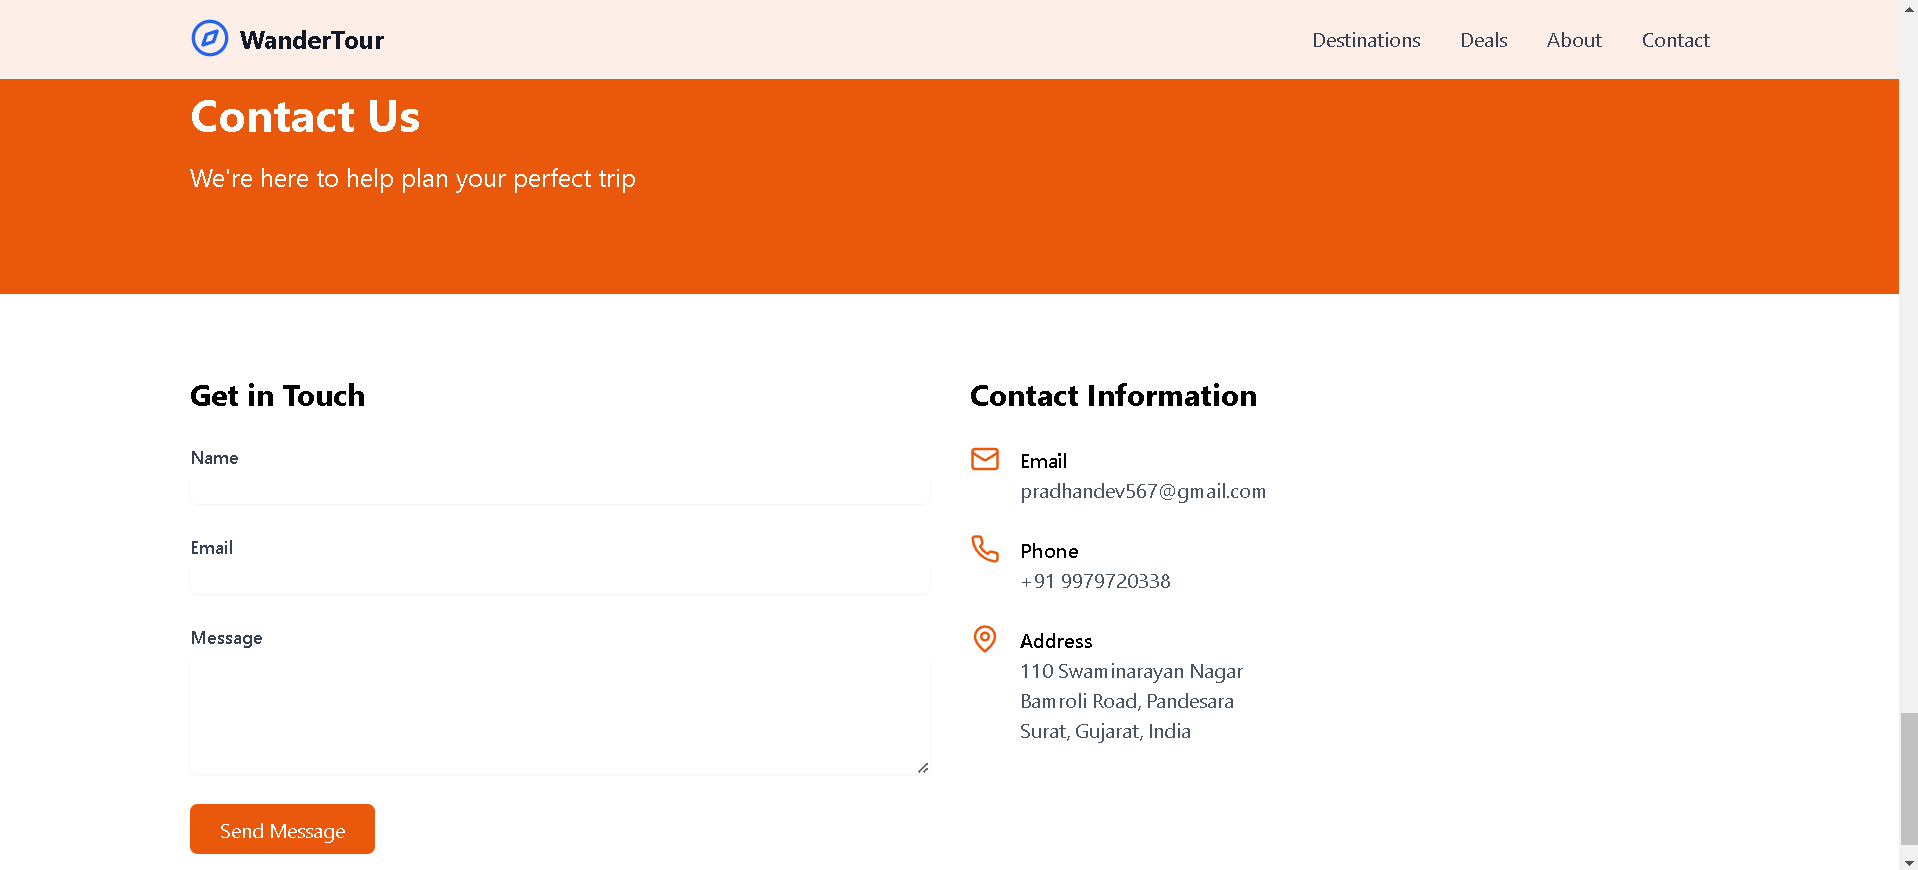 WanderTour
Destinations Deals About Contact
Contact Us
We're here to help plan your perfect trip
Get in Touch
Name
Email
Message
Send Message
Contact Information
Email
pradhandev567@gmail.com
Phone
+91 9979720338
Address
110 Swaminarayan Nagar
Bamroli Road, Pandesara
Surat, Gujarat, India